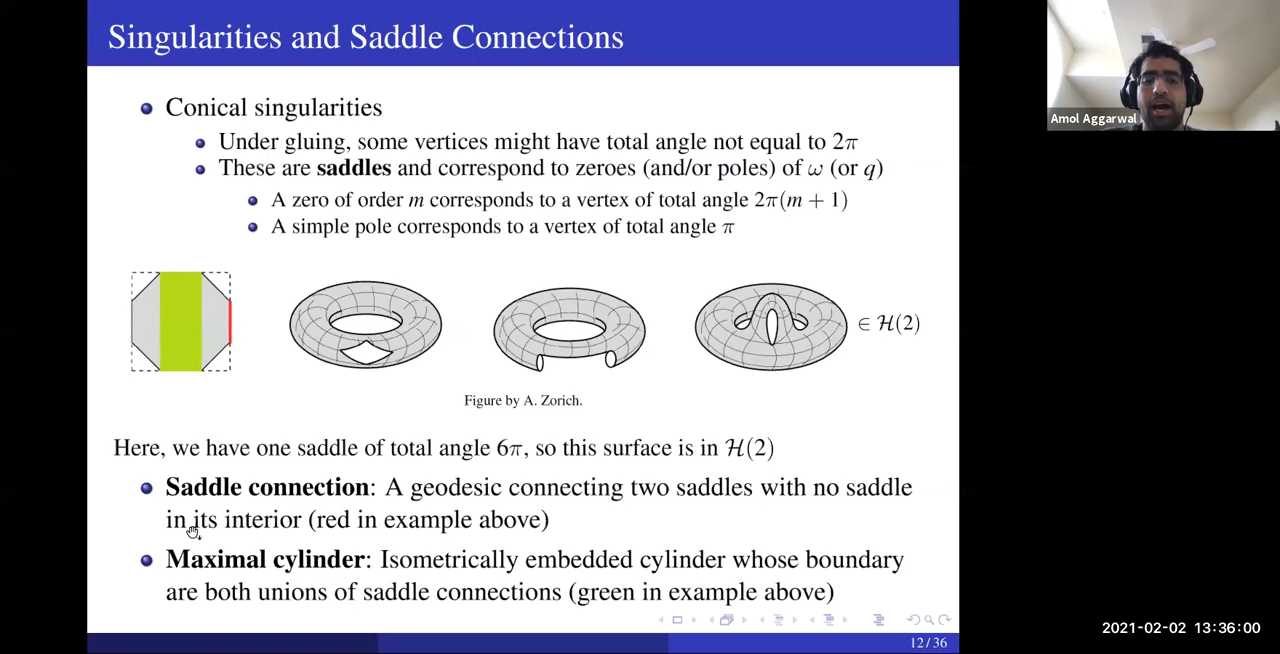 Singularities and Saddle Connections
Conical singularities
Under gluing, some vertices might have total angle not equal to 2π
These are saddles and correspond to zeroes (and/or poles) of ω (or q)
A zero of order m corresponds to a vertex of total angle 2π(m + 1)
A simple pole corresponds to a vertex of total angle π
∈ ℋ(2)
Figure by A. Zorich.
Here, we have one saddle of total angle 6π, so this surface is in ℋ(2)
Saddle connection: A geodesic connecting two saddles with no saddle
in its interior (red in example above)
Maximal cylinder: Isometrically embedded cylinder whose boundary
are both unions of saddle connections (green in example above)
12 / 36
Amol Aggarwal
2021-02-02 13:36:00